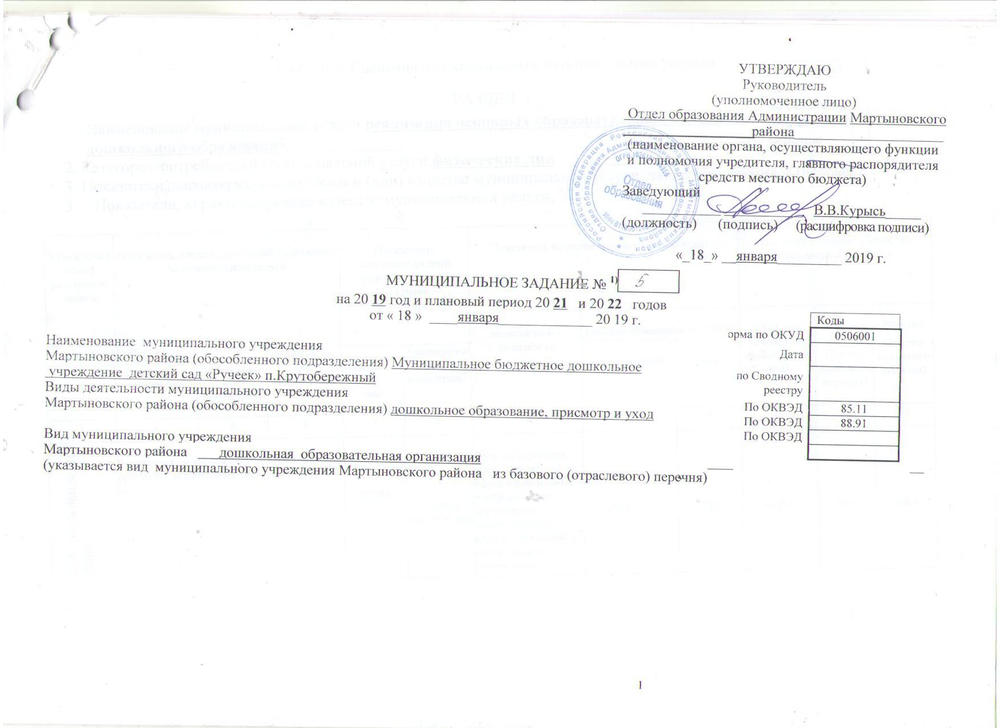 УТВЕРЖДАЮ
Руководитель
(уполномоченное лицо)
Отдел образования Администрации Мартыновского
района
(наименование органа, осуществляющего функции
и полномочия учредителя, главного распорядителя
средств местного бюджета)
Заведующий
В.В.Курысь
(должность) (подпись) (расшифровка подписи)
«_18_» __января_________ 2019 г.
Отдел
образования
МУНИЦИПАЛЬНОЕ ЗАДАНИЕ № 1) 5
на 20 19 год и плановый период 20 21 и 20 22 годов
от « 18 » ____января_____________ 20 19 г.
Коды
орма по ОКУД 0506001
Дата
по Сводному
реестру
По ОКВЭД 85.11
По ОКВЭД 88.91
По ОКВЭД
Наименование муниципального учреждения
Мартыновского района (обособленного подразделения) Муниципальное бюджетное дошкольное
учреждение детский сад «Ручеек» п.Крутобережный
Виды деятельности муниципального учреждения
Мартыновского района (обособленного подразделения) дошкольное образование, присмотр и уход
Вид муниципального учреждения
Мартыновского района ___дошкольная образовательная организация
(указывается вид муниципального учреждения Мартыновского района из базового (отраслевого) перечня)
1